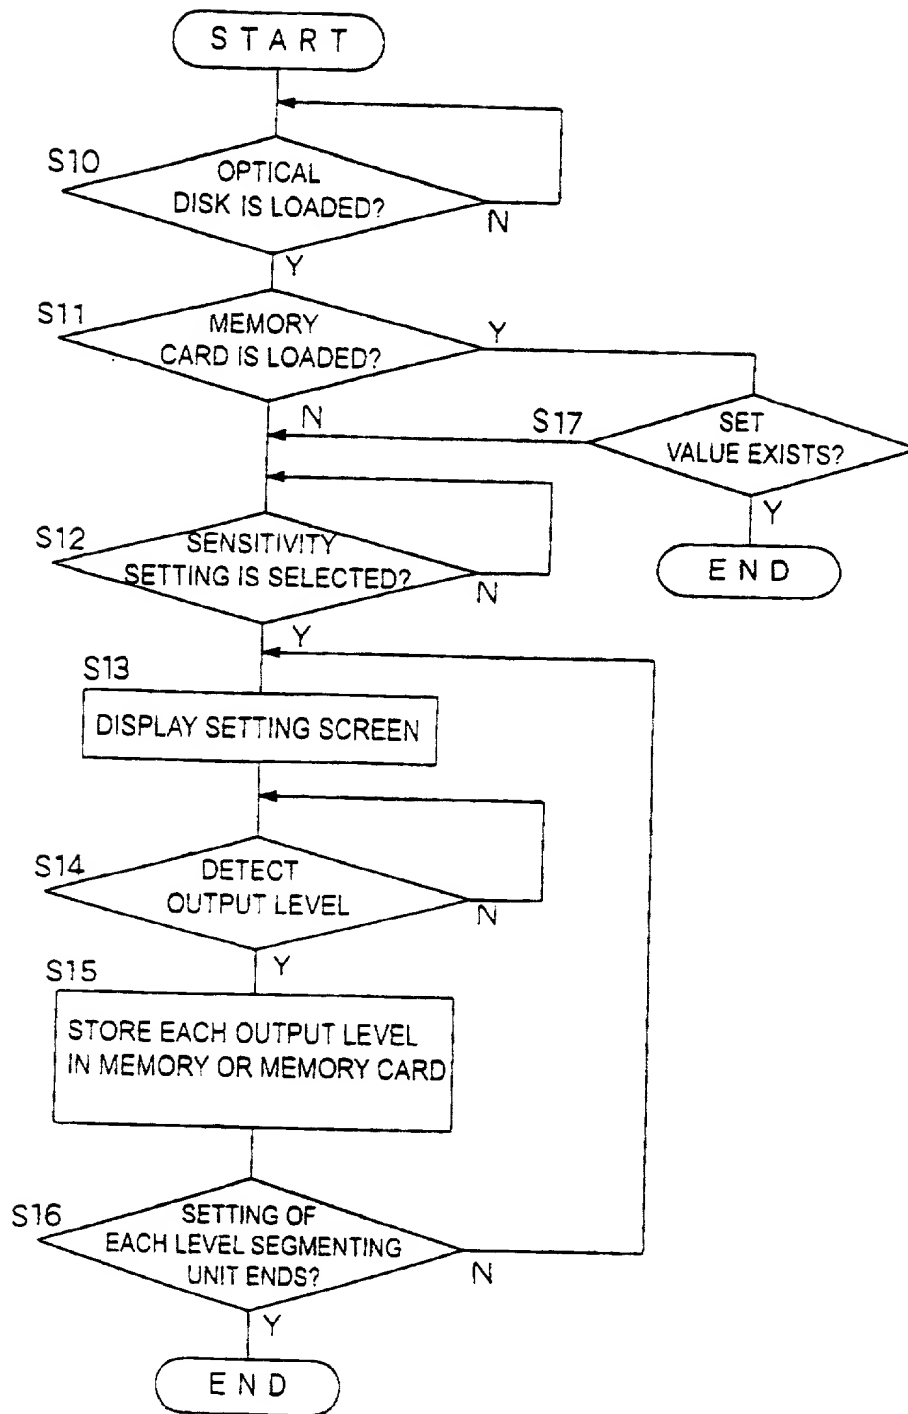 START
S10
OPTICAL
DISK IS LOADED?
N
Y
S11
MEMORY
CARD IS LOADED?
Y
N
S17
SET
VALUE EXISTS?
Y
END
S12
SENSITIVITY
SETTING IS SELECTED?
N
Y
S13
DISPLAY SETTING SCREEN
S14
DETECT
OUTPUT LEVEL
N
Y
S15
STORE EACH OUTPUT LEVEL
IN MEMORY OR MEMORY CARD
S16
SETTING OF
EACH LEVEL SEGMENTING
UNIT ENDS?
N
Y
END